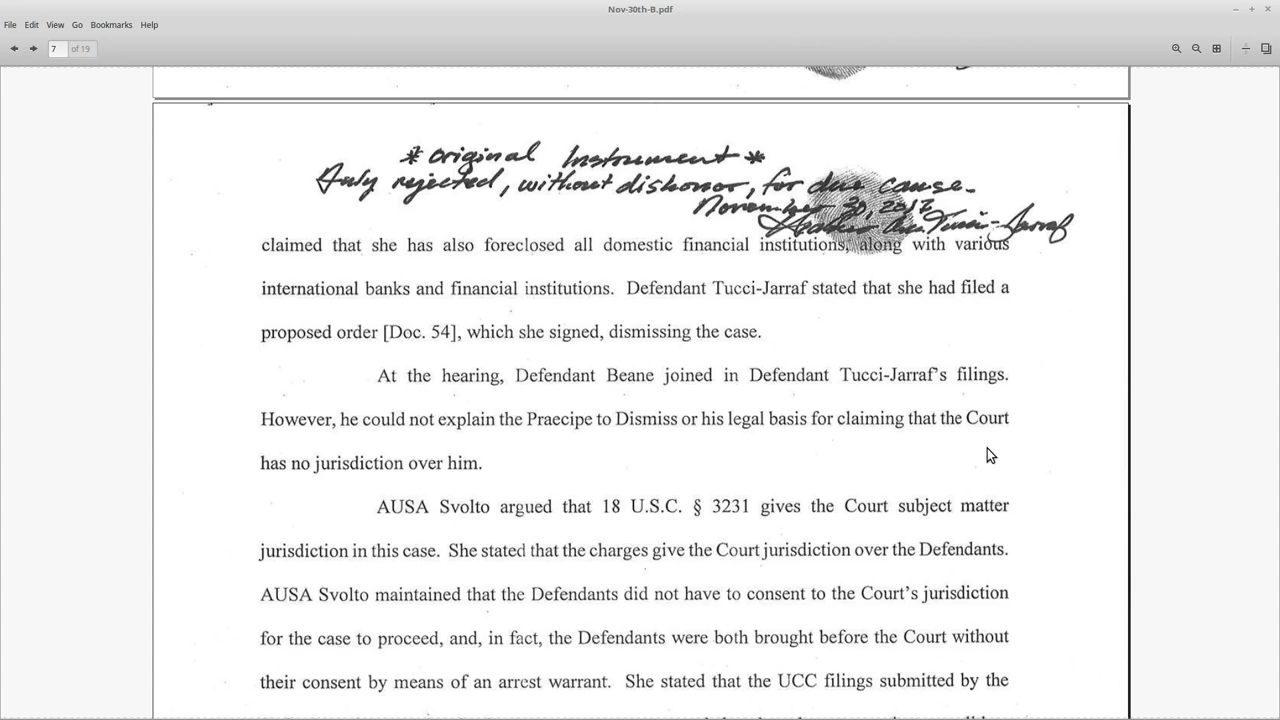 Nov-30th-B.pdf
File Edit View Go Bookmarks Help
7 of 19
* Original Instrument *
Duly rejected, without dishonor, for due cause.
November 30, 2017
Heather Ann Tucci-Jarraf
claimed that she has also foreclosed all domestic financial institutions, along with various
international banks and financial institutions. Defendant Tucci-Jarraf stated that she had filed a
proposed order [Doc. 54], which she signed, dismissing the case.
At the hearing, Defendant Beane joined in Defendant Tucci-Jarraf's filings.
However, he could not explain the Praecipe to Dismiss or his legal basis for claiming that the Court
has no jurisdiction over him.
AUSA Svolto argued that 18 U.S.C. § 3231 gives the Court subject matter
jurisdiction in this case. She stated that the charges give the Court jurisdiction over the Defendants.
AUSA Svolto maintained that the Defendants did not have to consent to the Court's jurisdiction
for the case to proceed, and, in fact, the Defendants were both brought before the Court without
their consent by means of an arrest warrant. She stated that the UCC filings submitted by the